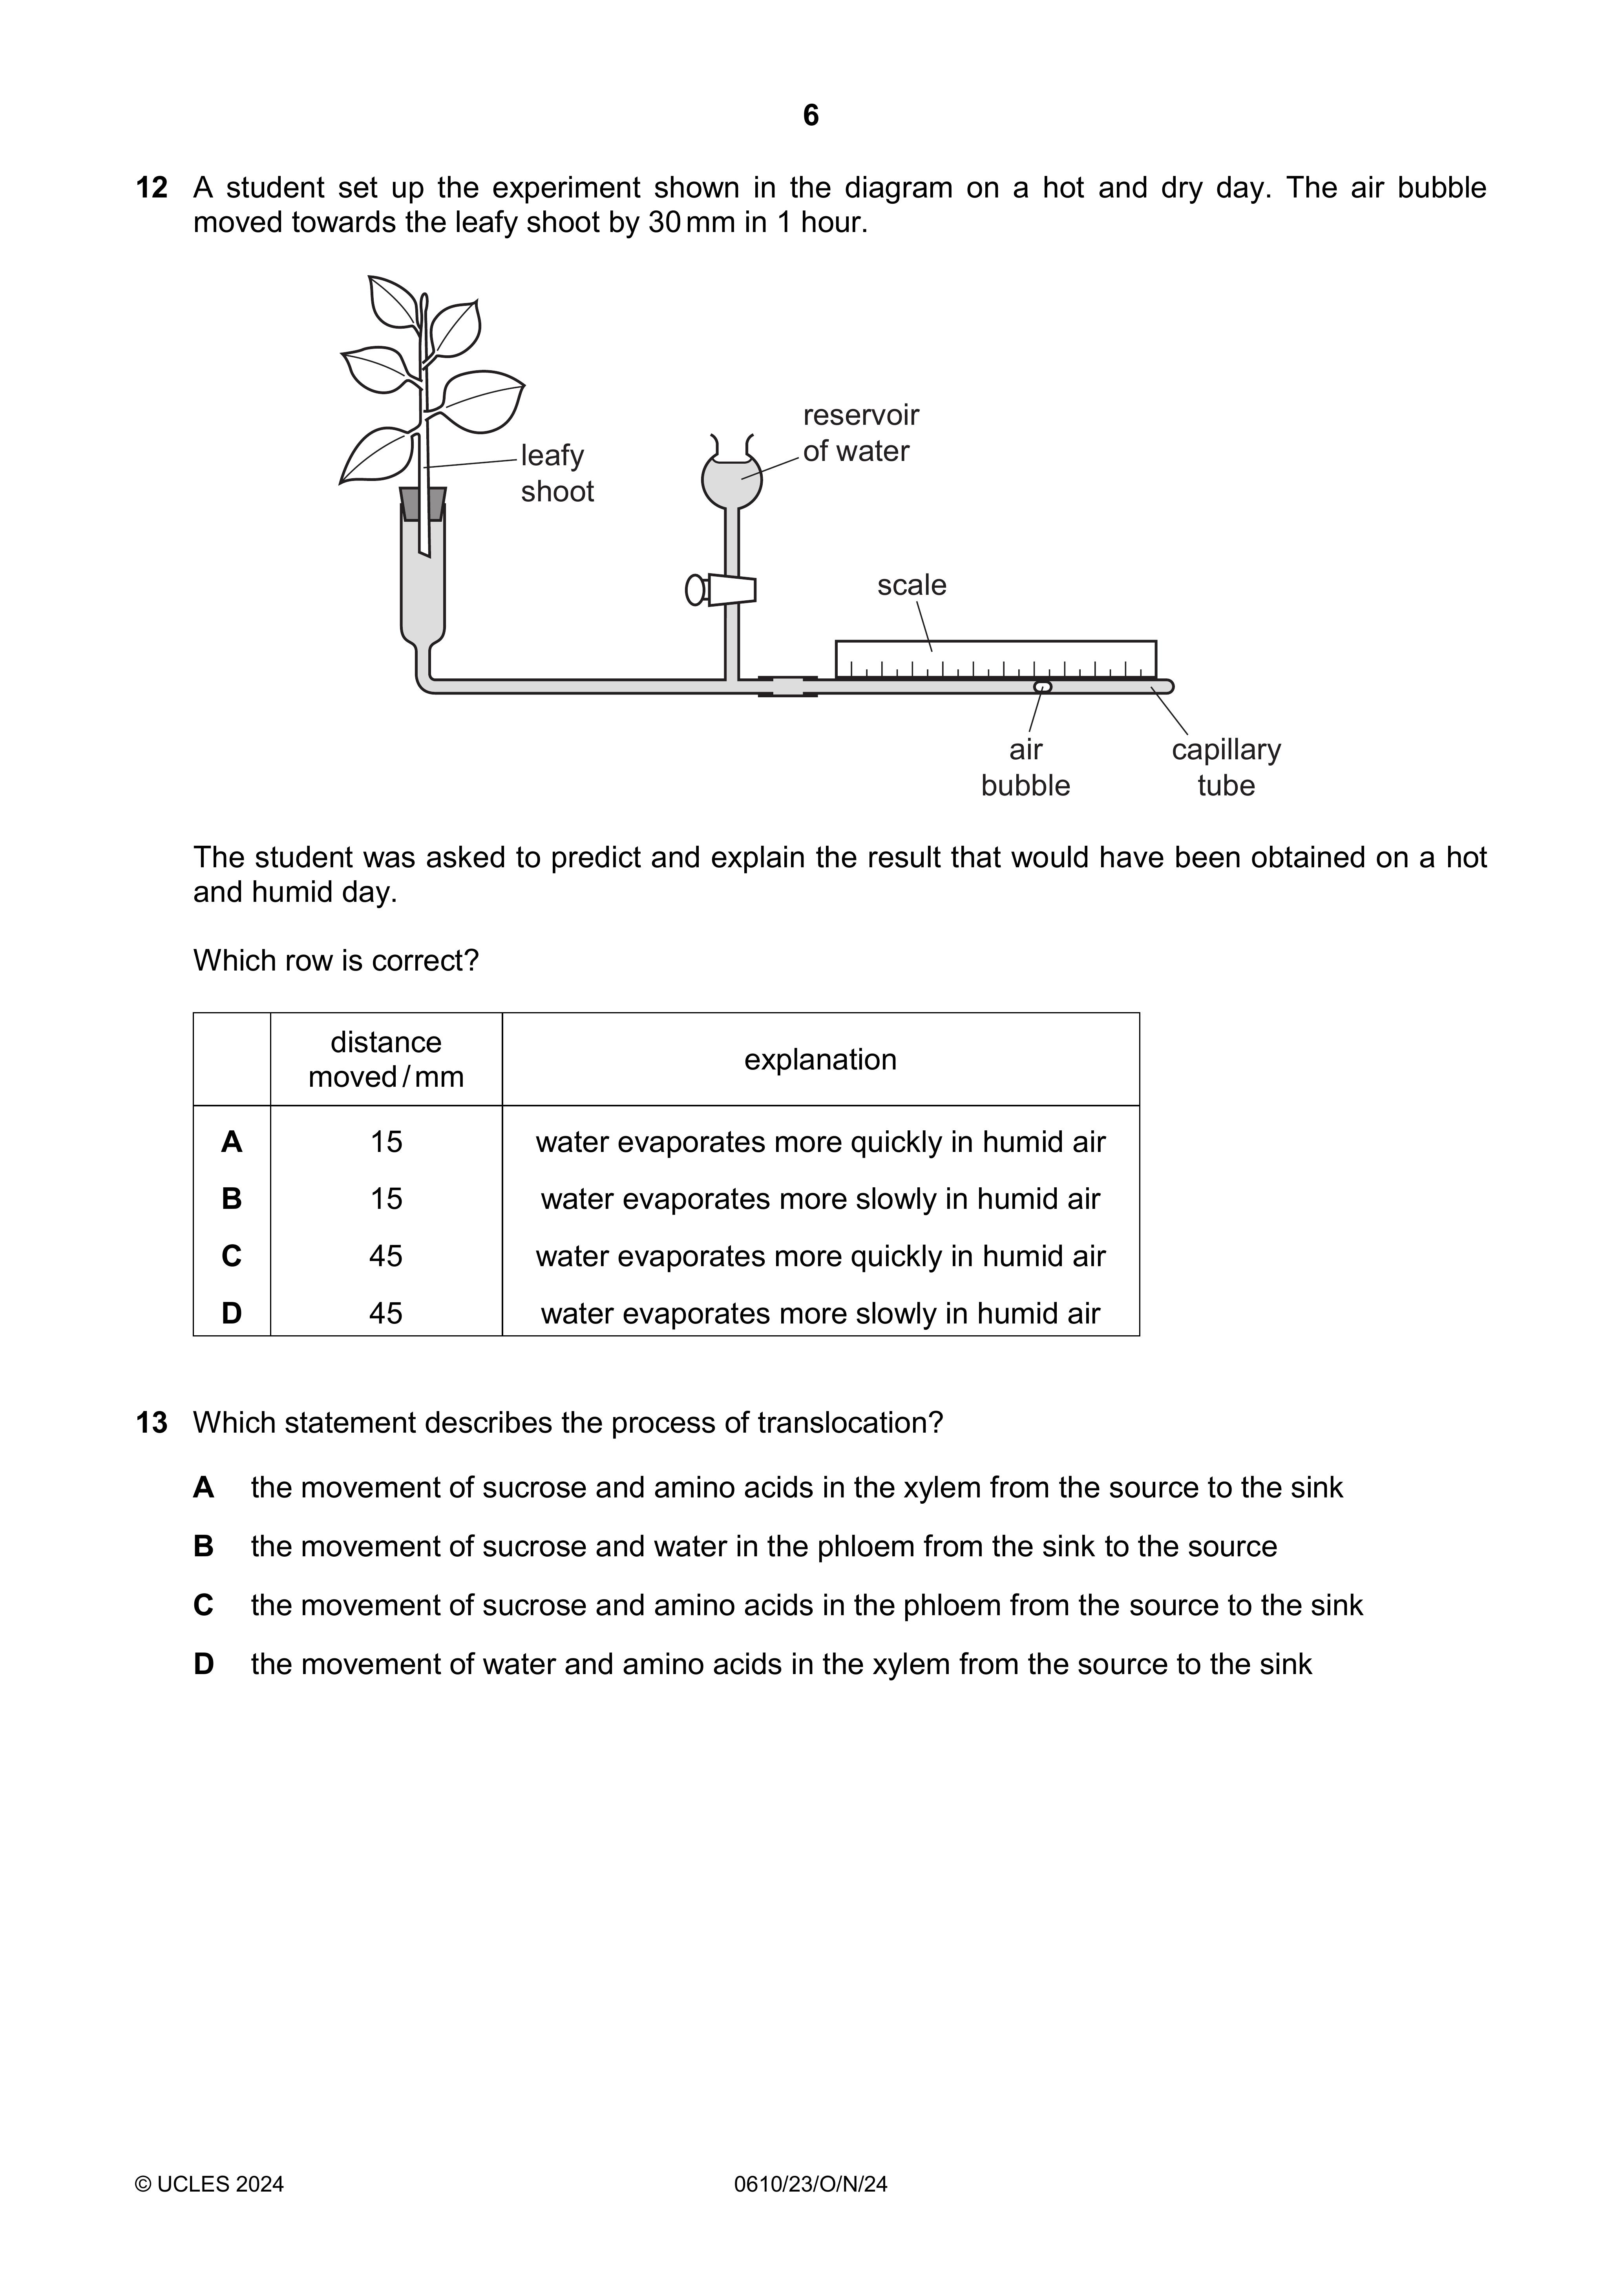 6
12 A student set up the experiment shown in the diagram on a hot and dry day. The air bubble
moved towards the leafy shoot by 30 mm in 1 hour.
reservoir
of water
leafy
shoot
scale
air
bubble
capillary
tube
The student was asked to predict and explain the result that would have been obtained on a hot
and humid day.
Which row is correct?
distance
moved / mm
explanation
A 15 water evaporates more quickly in humid air
B 15 water evaporates more slowly in humid air
C 45 water evaporates more quickly in humid air
D 45 water evaporates more slowly in humid air
13 Which statement describes the process of translocation?
A the movement of sucrose and amino acids in the xylem from the source to the sink
B the movement of sucrose and water in the phloem from the sink to the source
C the movement of sucrose and amino acids in the phloem from the source to the sink
D the movement of water and amino acids in the xylem from the source to the sink
© UCLES 2024 0610/23/O/N/24